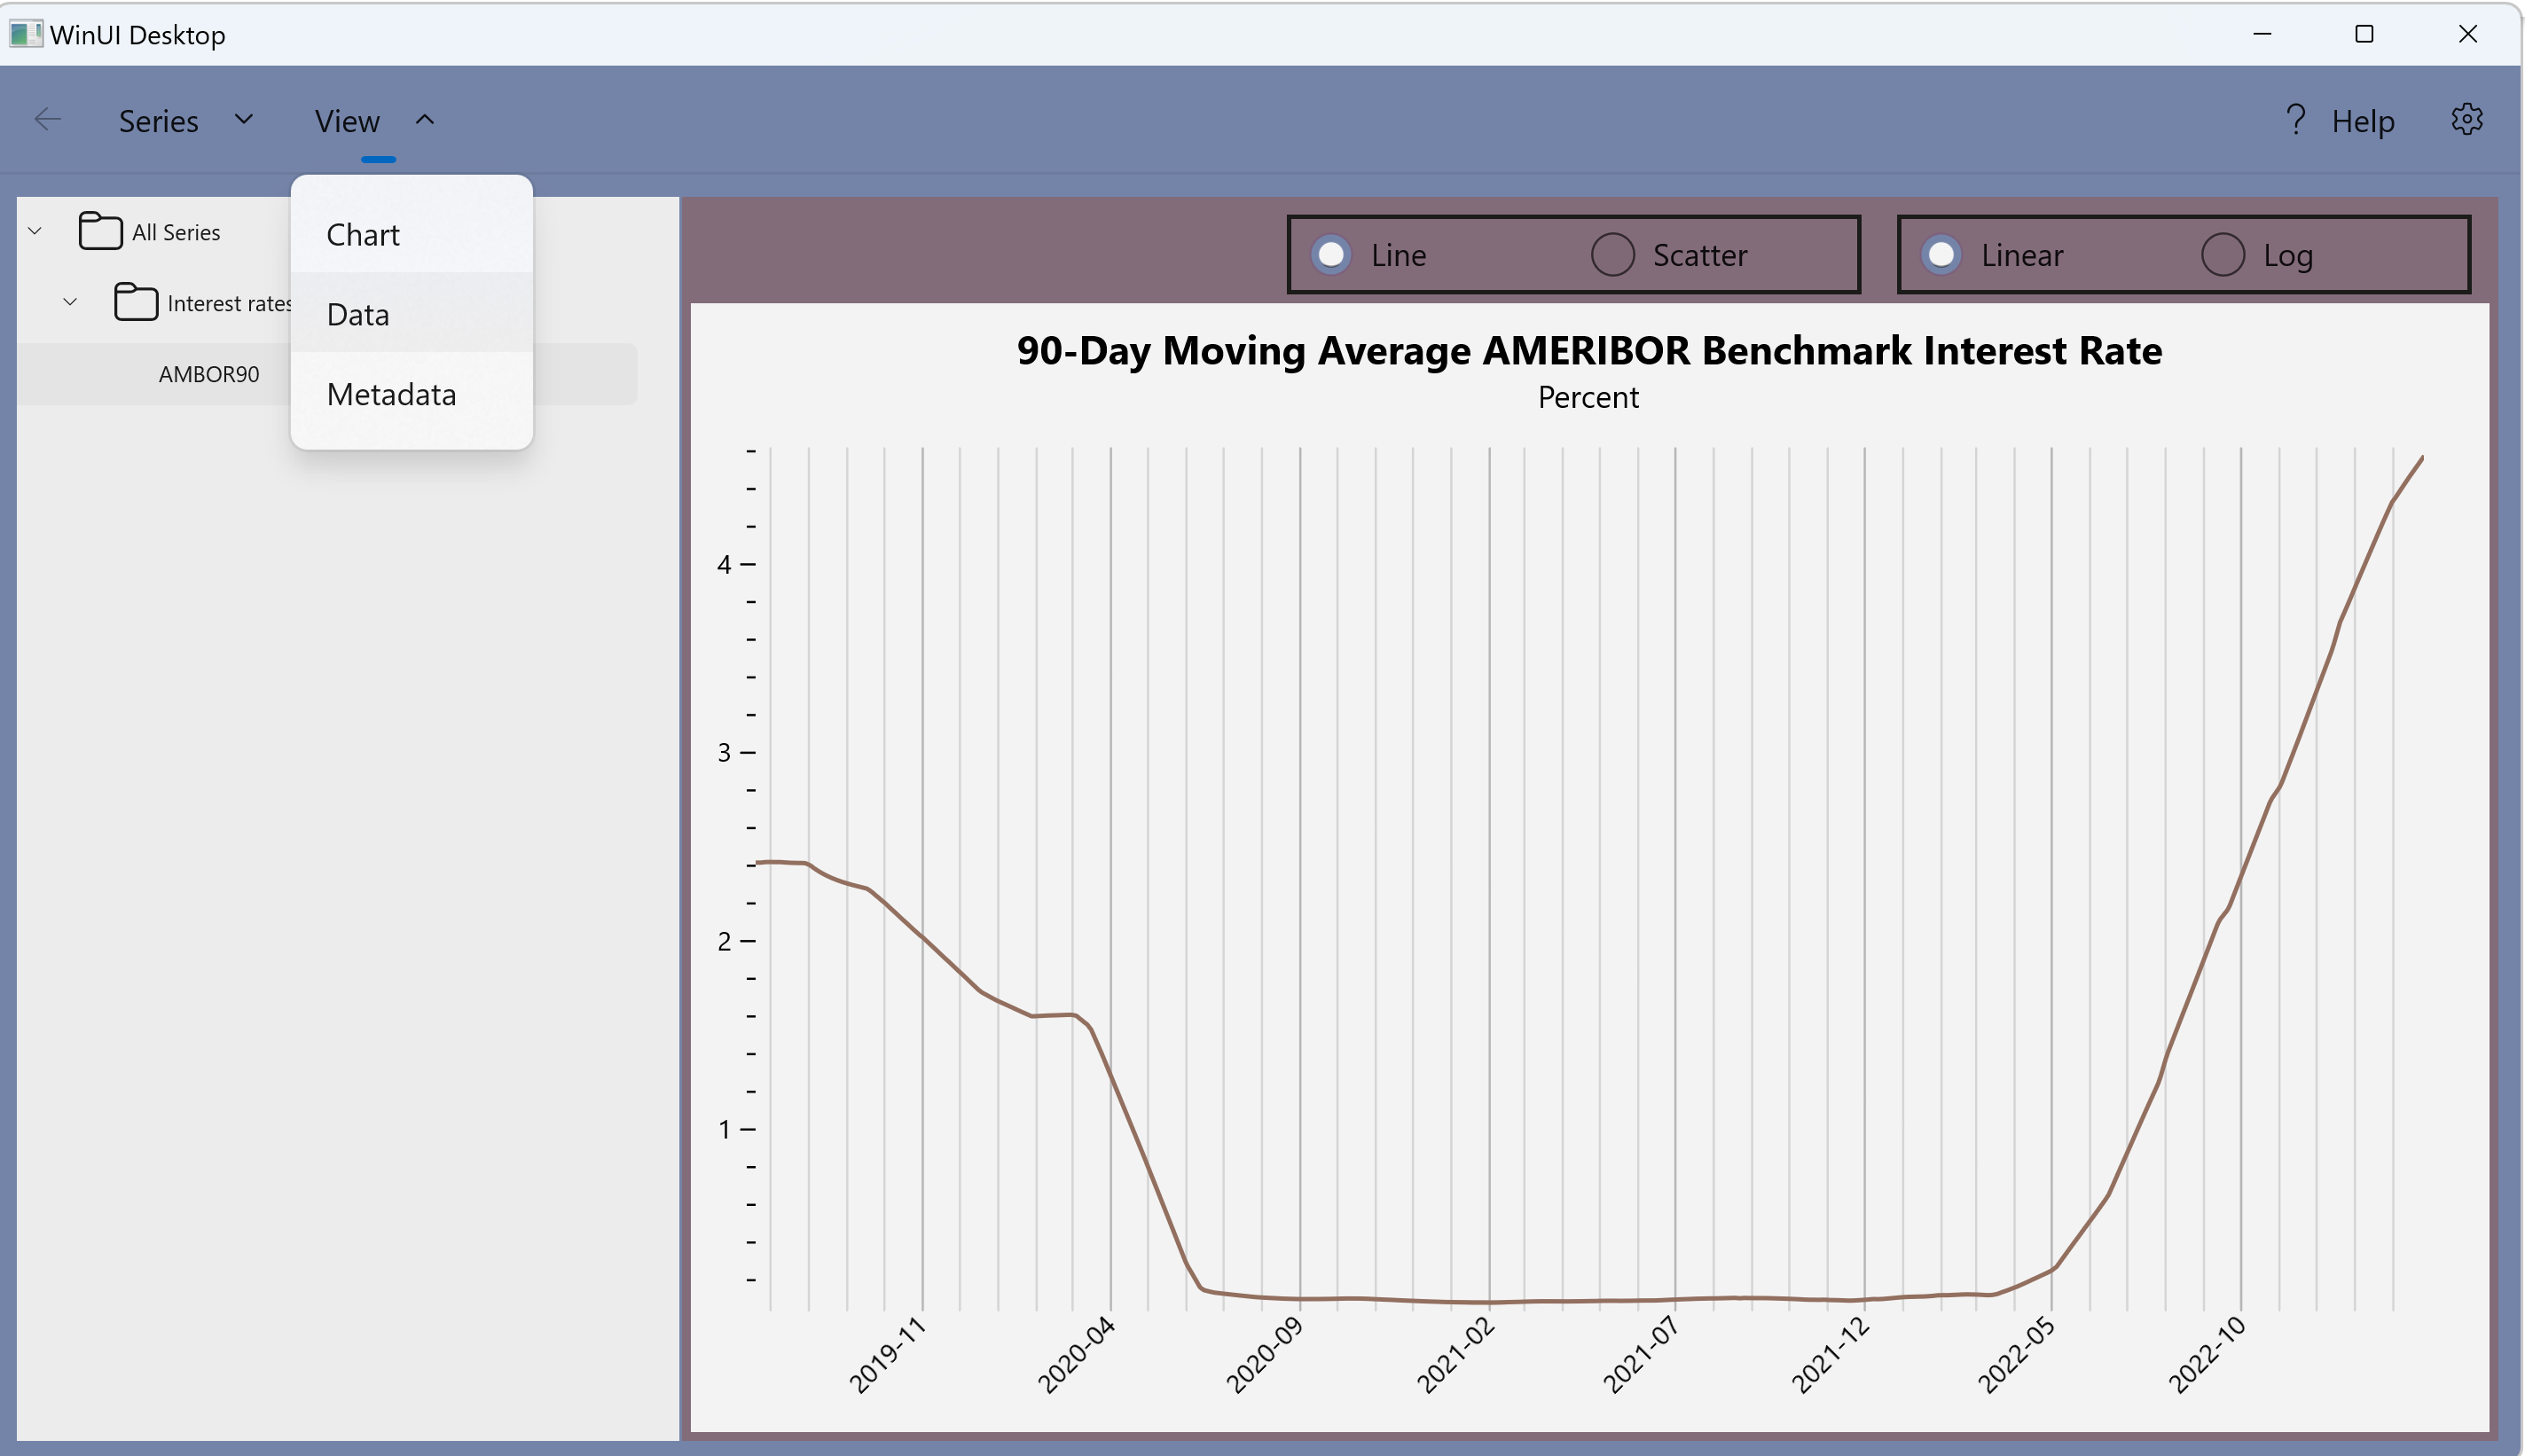 WinUI Desktop
Series View Help
All Series
Interest rates
AMBOR90
Chart
Data
Metadata
Line Scatter Linear Log
90-Day Moving Average AMERIBOR Benchmark Interest Rate
Percent
4
3
2
1
2019-11 2020-04 2020-09 2021-02 2021-07 2021-12 2022-05 2022-10